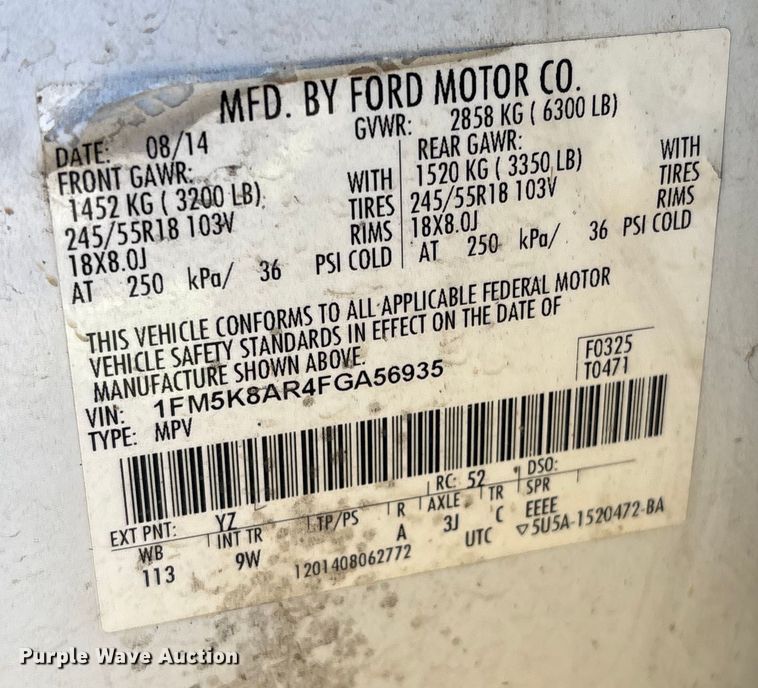 MFD. BY FORD MOTOR CO.
DATE: 08/14
GVWR: 2858 KG ( 6300 LB)
FRONT GAWR:
1452 KG ( 3200 LB) WITH
245/55R18 103V TIRES
18X8.0J RIMS
AT 250 kPa/ 36 PSI COLD
REAR GAWR:
1520 KG ( 3350 LB) WITH
245/55R18 103V TIRES
18X8.0J RIMS
AT 250 kPa/ 36 PSI COLD
THIS VEHICLE CONFORMS TO ALL APPLICABLE FEDERAL MOTOR
VEHICLE SAFETY STANDARDS IN EFFECT ON THE DATE OF
MANUFACTURE SHOWN ABOVE.
VIN: 1FM5K8AR4FGA56935
TYPE: MPV
F0325
T0471
EXT PNT: YZ RC: 52 DSO:
WB INT TR TP/PS R AXLE TR SPR
113 9W A 3J C EEEE
1201408062772 UTC ▽5U5A-1520472-BA
Purple Wave Auction